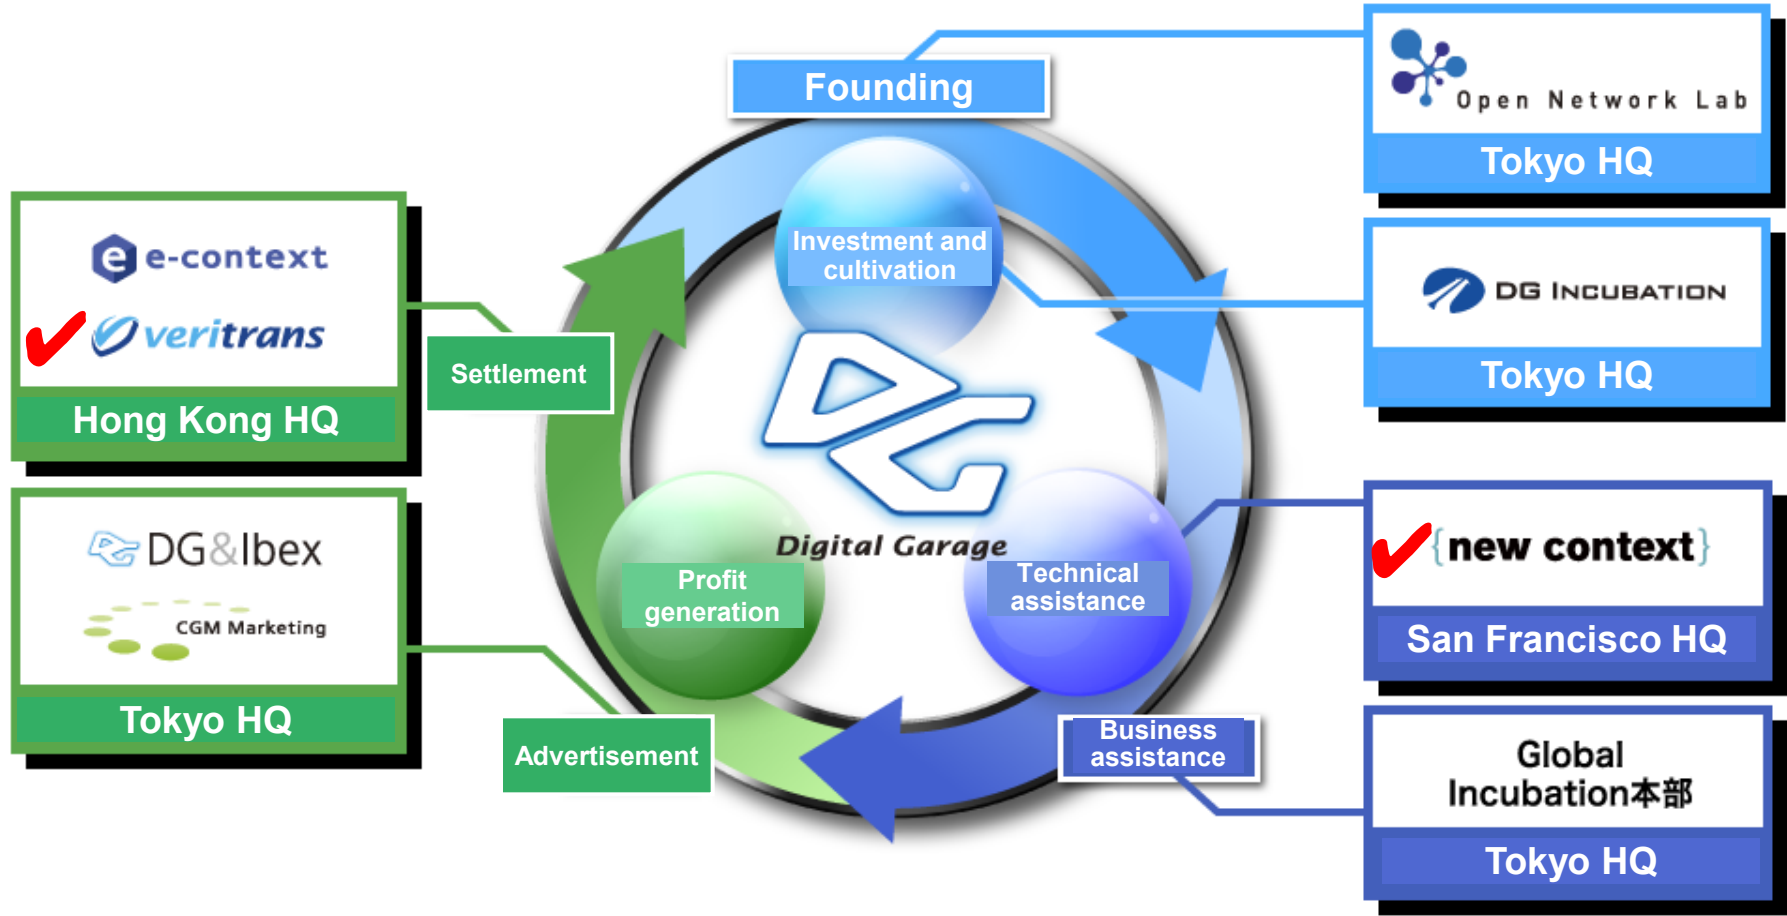 Founding
Open Network Lab
Tokyo HQ
Investment and
cultivation
DG INCUBATION
Tokyo HQ
e e-context
veritrans
Hong Kong HQ
Settlement
DG&Ibex
CGM Marketing
Tokyo HQ
Advertisement
Digital Garage
Profit
generation
Technical
assistance
{new context}
San Francisco HQ
Business
assistance
Global
Incubation本部
Tokyo HQ